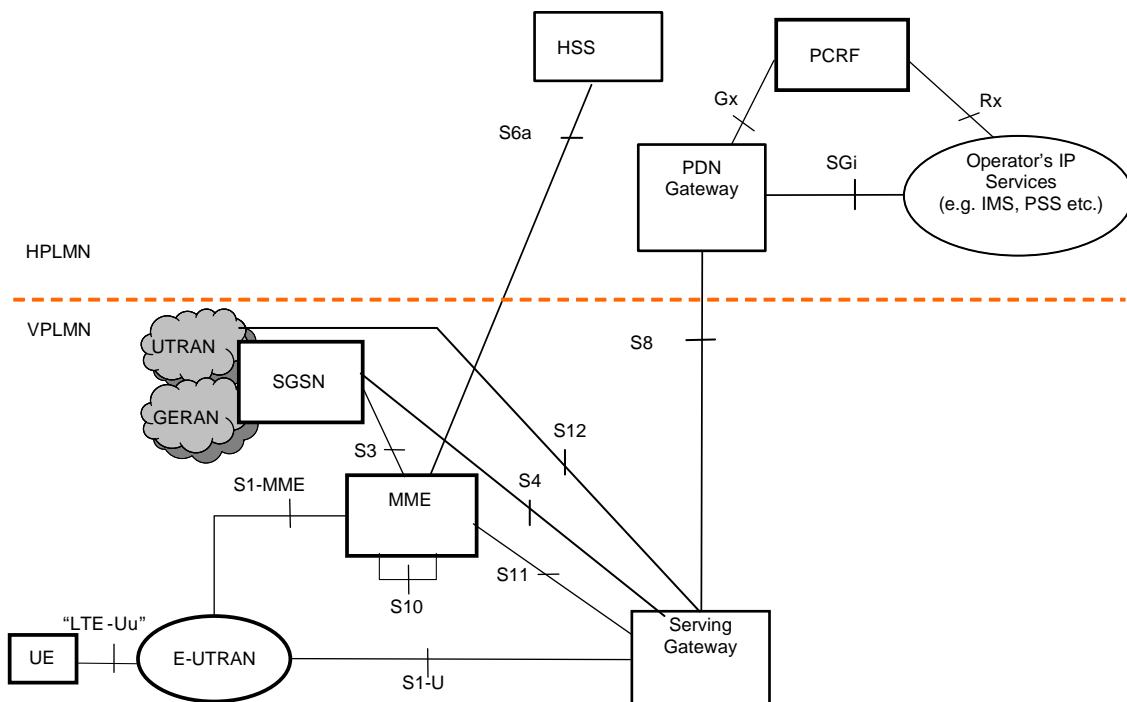 HSS
PCRF
Gx
Rx
S6a
PDN
Gateway
SGi
Operator's IP
Services
(e.g. IMS, PSS etc.)
HPLMN
VPLMN
UTRAN
S8
SGSN
GERAN
S12
S3
S4
S1-MME
MME
S11
S10
"LTE-Uu"
Serving
Gateway
UE
E-UTRAN
S1-U